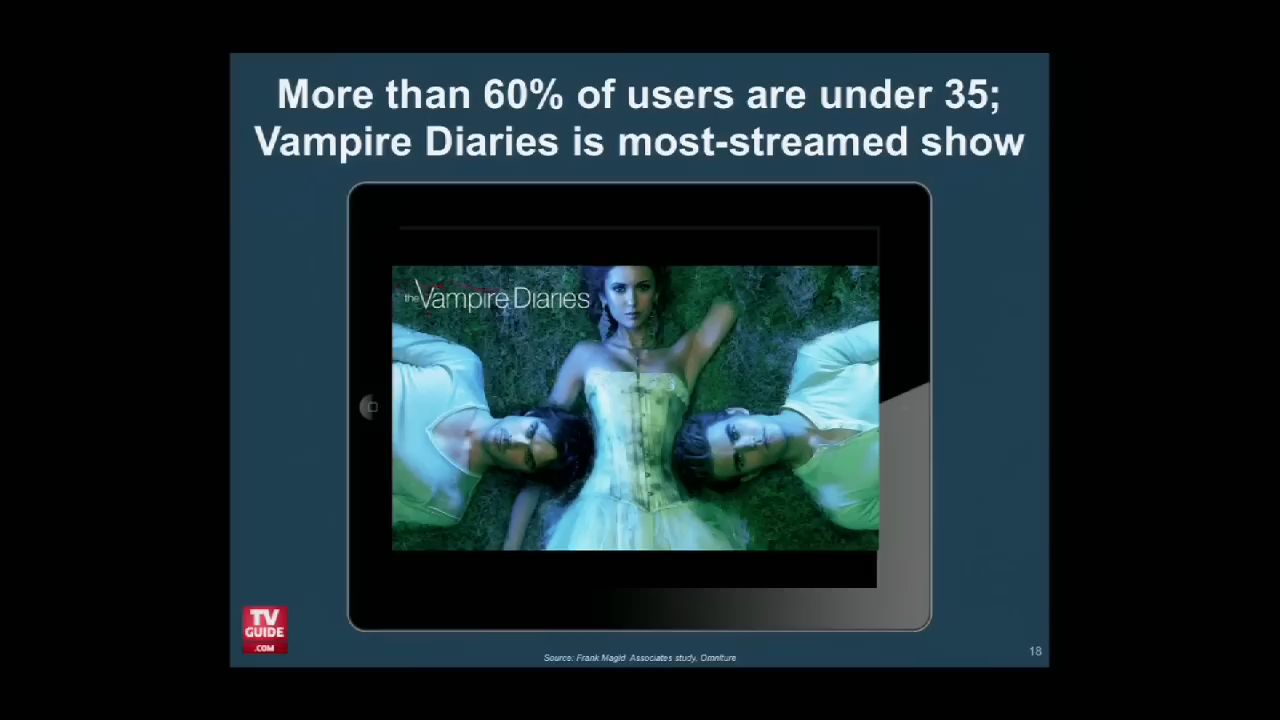 More than 60% of users are under 35;
Vampire Diaries is most-streamed show
the Vampire Diaries
TV
GUIDE
.COM
Source: Frank Magid Associates study, Omniture
18